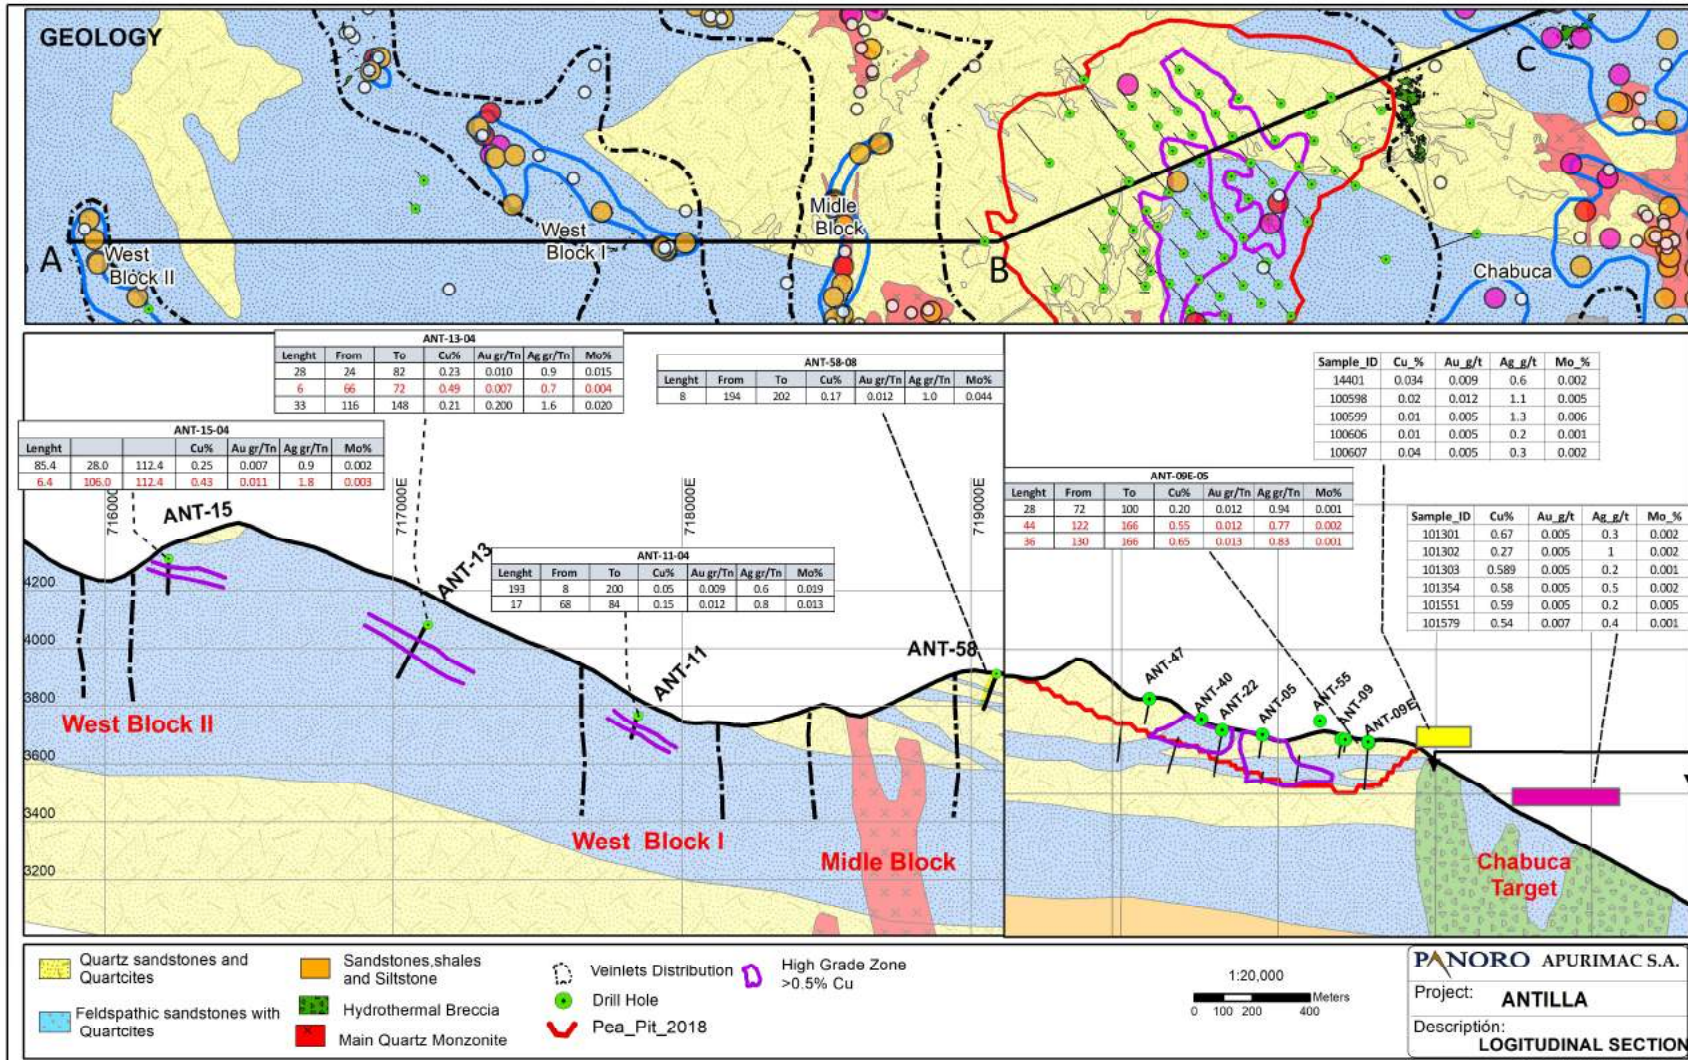 GEOLOGY
A
West
Block II
West
Block I
Midle
Block
B
C
Chabuca
ANT-13-04
Lenght From To Cu% Au gr/Tn Ag gr/Tn Mo%
28 24 82 0.23 0.010 0.9 0.015
6 66 72 0.49 0.007 0.7 0.004
33 116 148 0.21 0.200 1.6 0.020
ANT-58-08
Lenght From To Cu% Au gr/Tn Ag gr/Tn Mo%
8 194 202 0.17 0.012 1.0 0.044
Sample_ID Cu_% Au_g/t Ag_g/t Mo_%
14401 0.034 0.009 0.6 0.002
100598 0.02 0.012 1.1 0.005
100599 0.01 0.005 1.3 0.006
100606 0.01 0.005 0.2 0.001
100607 0.04 0.005 0.3 0.002
ANT-15-04
Lenght Cu% Au gr/Tn Ag gr/Tn Mo%
85.4 28.0 112.4 0.25 0.007 0.9 0.002
6.4 106.0 112.4 0.43 0.011 1.8 0.003
ANT-09E-05
Lenght From To Cu% Au gr/Tn Ag gr/Tn Mo%
28 72 100 0.20 0.012 0.94 0.001
44 122 166 0.55 0.012 0.77 0.002
36 130 166 0.65 0.013 0.83 0.001
Sample_ID Cu% Au_g/t Ag_g/t Mo_%
101301 0.67 0.005 0.3 0.002
101302 0.27 0.005 1 0.002
101303 0.589 0.005 0.2 0.001
101354 0.58 0.005 0.5 0.002
101551 0.59 0.005 0.2 0.005
101579 0.54 0.007 0.4 0.001
ANT-11-04
Lenght From To Cu% Au gr/Tn Ag gr/Tn Mo%
193 8 200 0.05 0.009 0.6 0.019
17 68 84 0.15 0.012 0.8 0.013
716000
717000E
718000E
719000E
ANT-15
ANT-13
ANT-11
ANT-58
ANT-47
ANT-40
ANT-22
ANT-05
ANT-55
ANT-09
ANT-09E
4200
4000
3800
3600
3400
3200
West Block II
West Block I
Midle Block
Chabuca
Target
Quartz sandstones and
Quartcites
Feldspathic sandstones with
Quartcites
Sandstones,shales
and Siltstone
Hydrothermal Breccia
Main Quartz Monzonite
Veinlets Distribution
Drill Hole
Pea_Pit_2018
High Grade Zone
>0.5% Cu
1:20,000
Meters
0 100 200 400
PANORO APURIMAC S.A.
Project: ANTILLA
Descriptión:
LOGITUDINAL SECTION